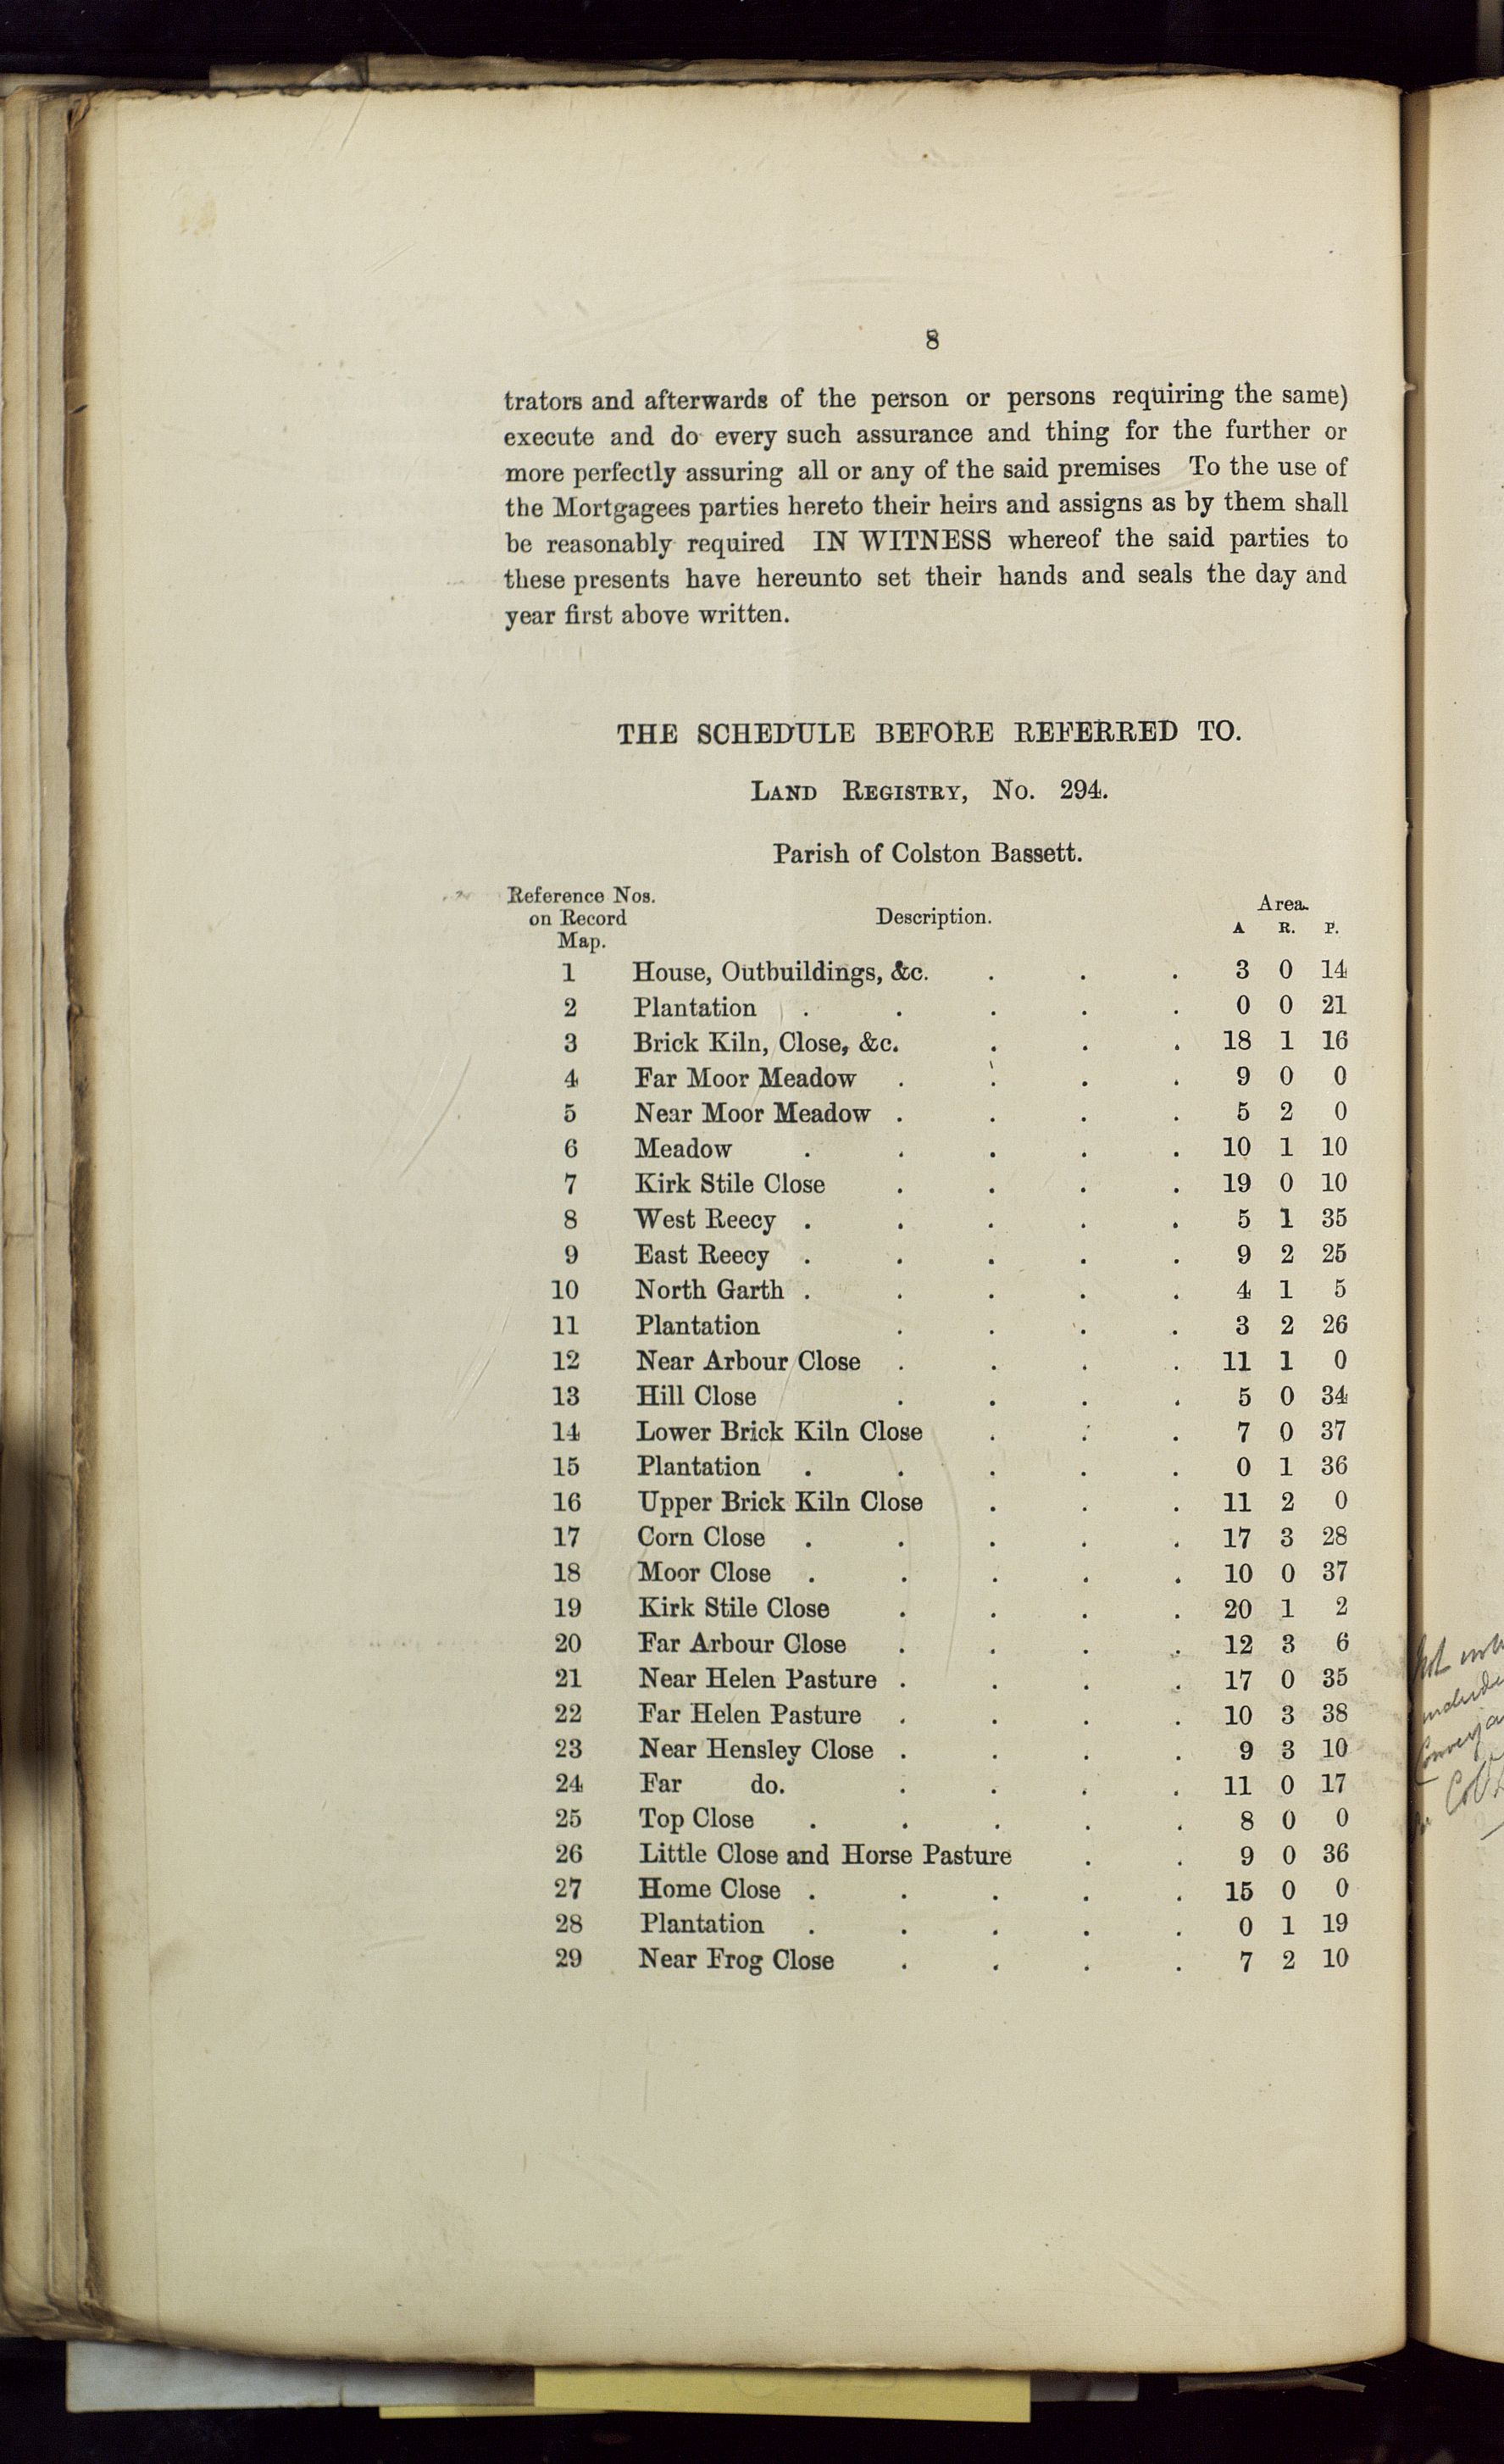 8
trators and afterwards of the person or persons requiring the same)
execute and do every such assurance and thing for the further or
more perfectly assuring all or any of the said premises To the use of
the Mortgagees parties hereto their heirs and assigns as by them shall
be reasonably required IN WITNESS whereof the said parties to
these presents have hereunto set their hands and seals the day and
year first above written.
THE SCHEDULE BEFORE REFERRED TO.
LAND REGISTRY, NO. 294.
Parish of Colston Bassett.
Reference Nos.
on Record
Map.
Description.
Area.
A R. P.
1 House, Outbuildings, &c. . . . 3 0 14
2 Plantation . . . . . 0 0 21
3 Brick Kiln, Close, &c. . . . 18 1 16
4 Far Moor Meadow . . . . 9 0 0
5 Near Moor Meadow . . . . 5 2 0
6 Meadow . . . . . 10 1 10
7 Kirk Stile Close . . . . 19 0 10
8 West Reecy . . . . . 5 1 35
9 East Reecy . . . . . 9 2 25
10 North Garth . . . . . 4 1 5
11 Plantation . . . . 3 2 26
12 Near Arbour Close . . . . 11 1 0
13 Hill Close . . . . 5 0 34
14 Lower Brick Kiln Close . . . 7 0 37
15 Plantation . . . . . 0 1 36
16 Upper Brick Kiln Close . . . 11 2 0
17 Corn Close . . . . . 17 3 28
18 Moor Close . . . . . 10 0 37
19 Kirk Stile Close . . . . 20 1 2
20 Far Arbour Close . . . . 12 3 6
21 Near Helen Pasture . . . . 17 0 35
22 Far Helen Pasture . . . . 10 3 38
23 Near Hensley Close . . . . 9 3 10
24 Far do. . . . . 11 0 17
25 Top Close . . . . . 8 0 0
26 Little Close and Horse Pasture . . 9 0 36
27 Home Close . . . . . 15 0 0
28 Plantation . . . . . 0 1 19
29 Near Frog Close . . . . 7 2 10